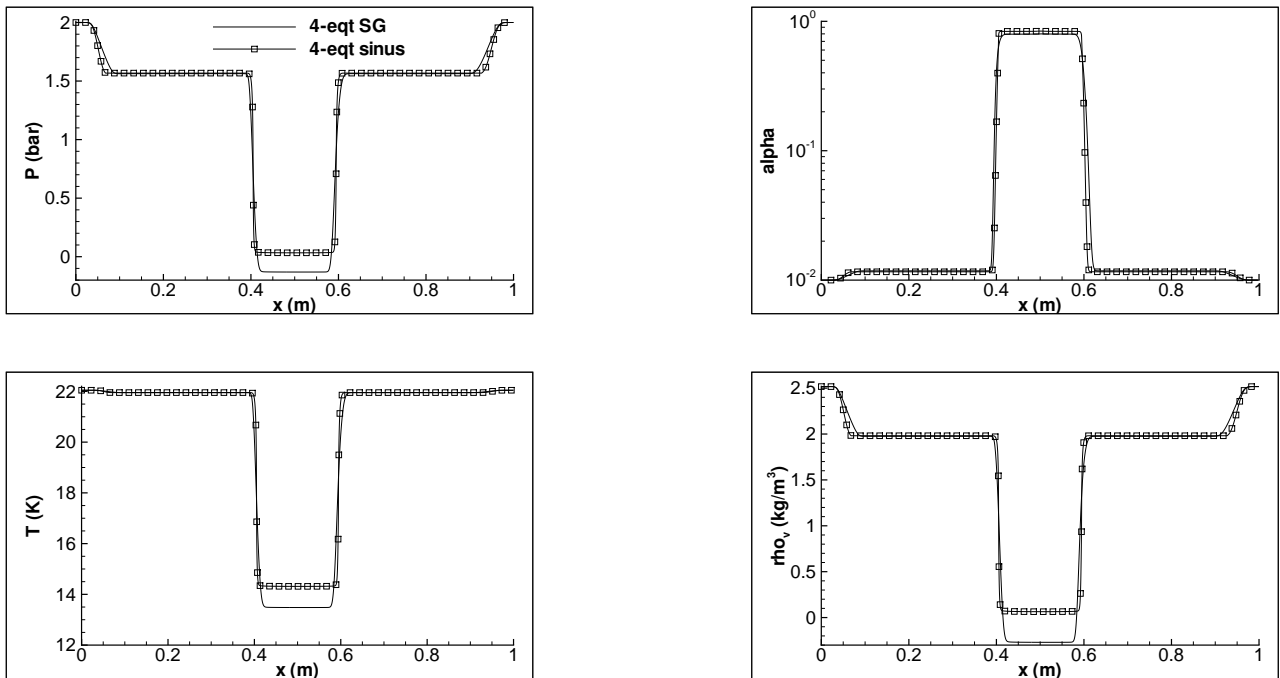 4-eqt SG
4-eqt sinus
P (bar)
2
1.5
1
0.5
0
0 0.2 0.4 0.6 0.8 1
x (m)
alpha
10^0
10^-1
10^-2
0 0.2 0.4 0.6 0.8 1
x (m)
T (K)
22
20
18
16
14
12
0 0.2 0.4 0.6 0.8 1
x (m)
rho_v (kg/m^3)
2.5
2
1.5
1
0.5
0
0 0.2 0.4 0.6 0.8 1
x (m)